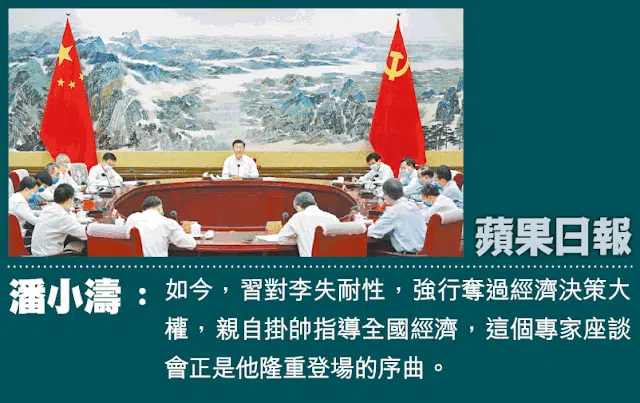 蘋果日報
潘小濤：如今，習對李失耐性，強行奪過經濟決策大
權，親自掛帥指導全國經濟，這個專家座談
會正是他隆重登場的序曲。